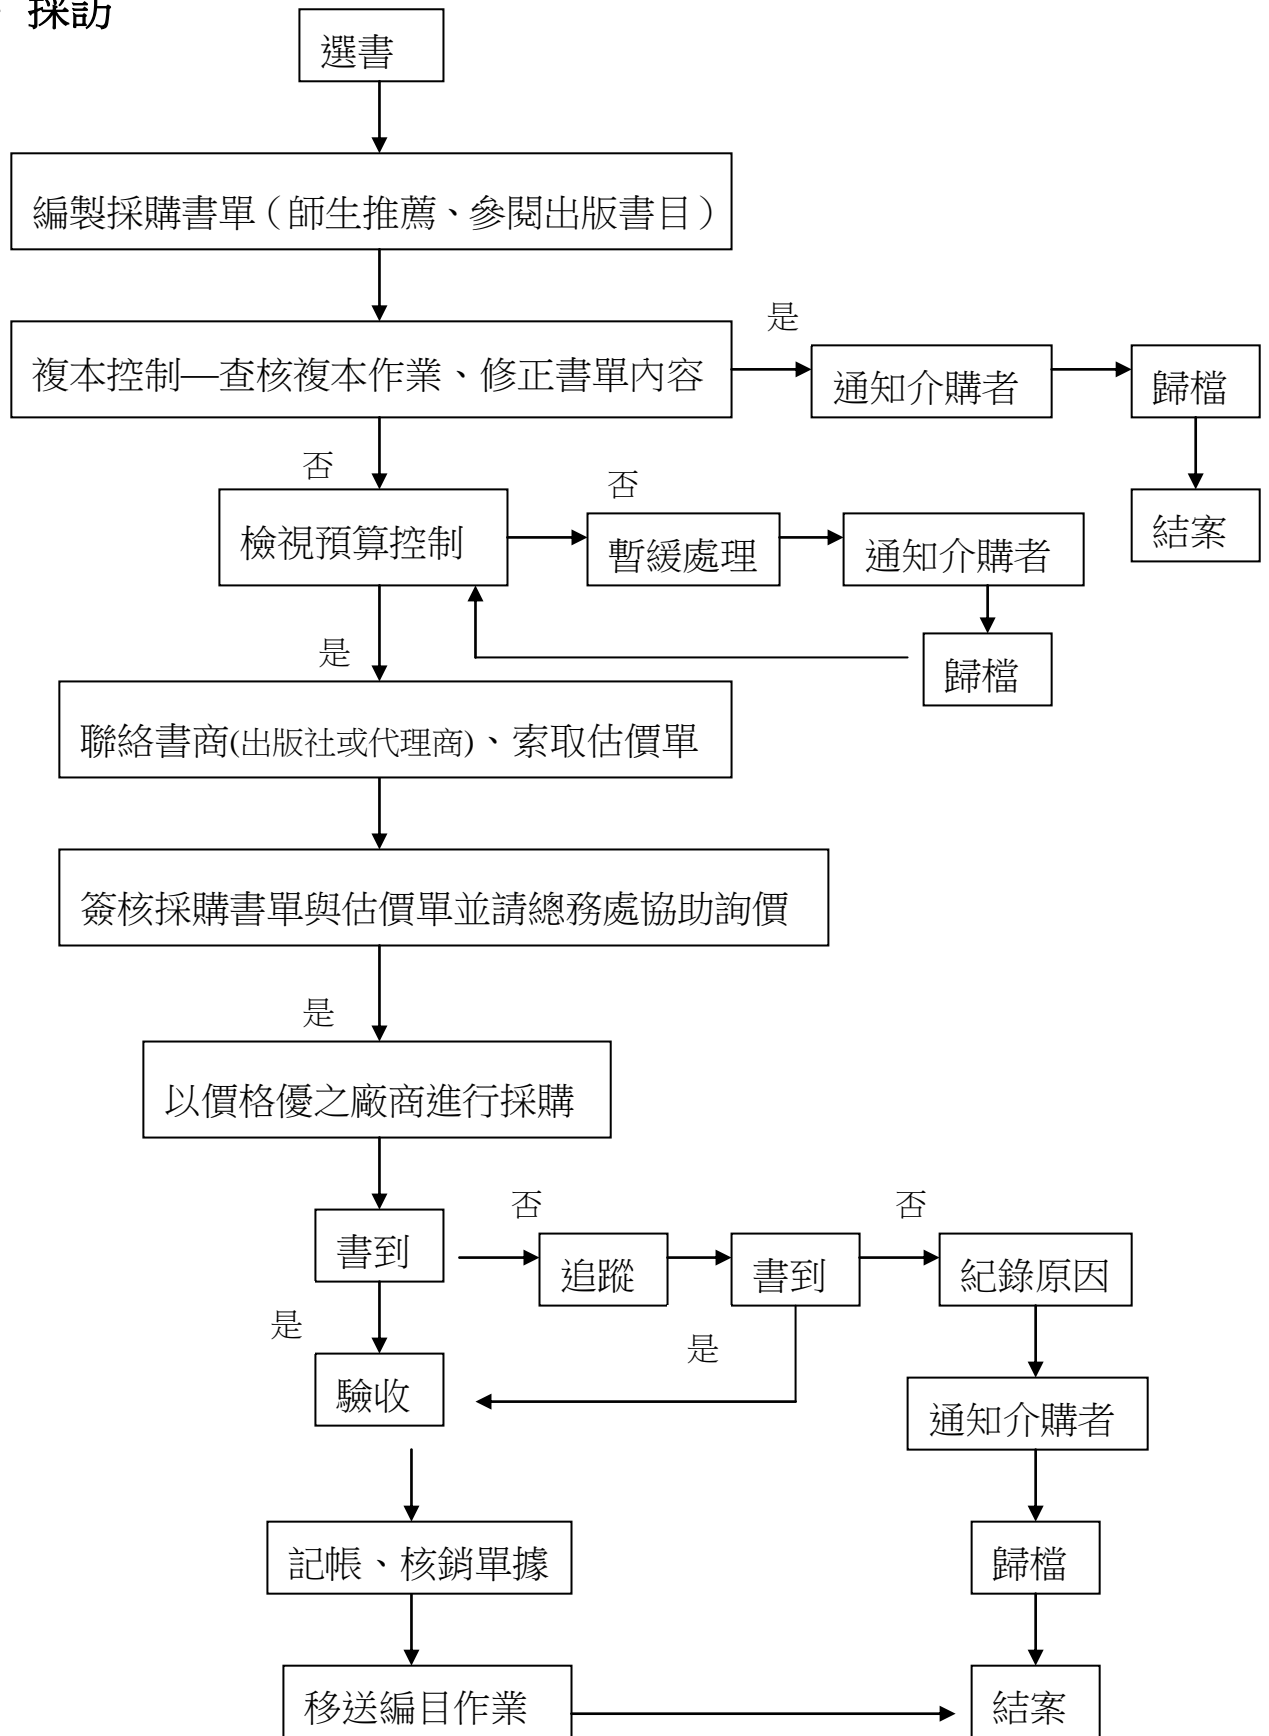 採訪
選書
編製採購書單（師生推薦、參閱出版書目）
是
複本控制—查核複本作業、修正書單內容
通知介購者
歸檔
否
否
結案
檢視預算控制
暫緩處理
通知介購者
是
歸檔
聯絡書商(出版社或代理商)、索取估價單
簽核採購書單與估價單並請總務處協助詢價
是
以價格優之廠商進行採購
否
否
書到
追蹤
書到
紀錄原因
是
是
驗收
通知介購者
記帳、核銷單據
歸檔
移送編目作業
結案